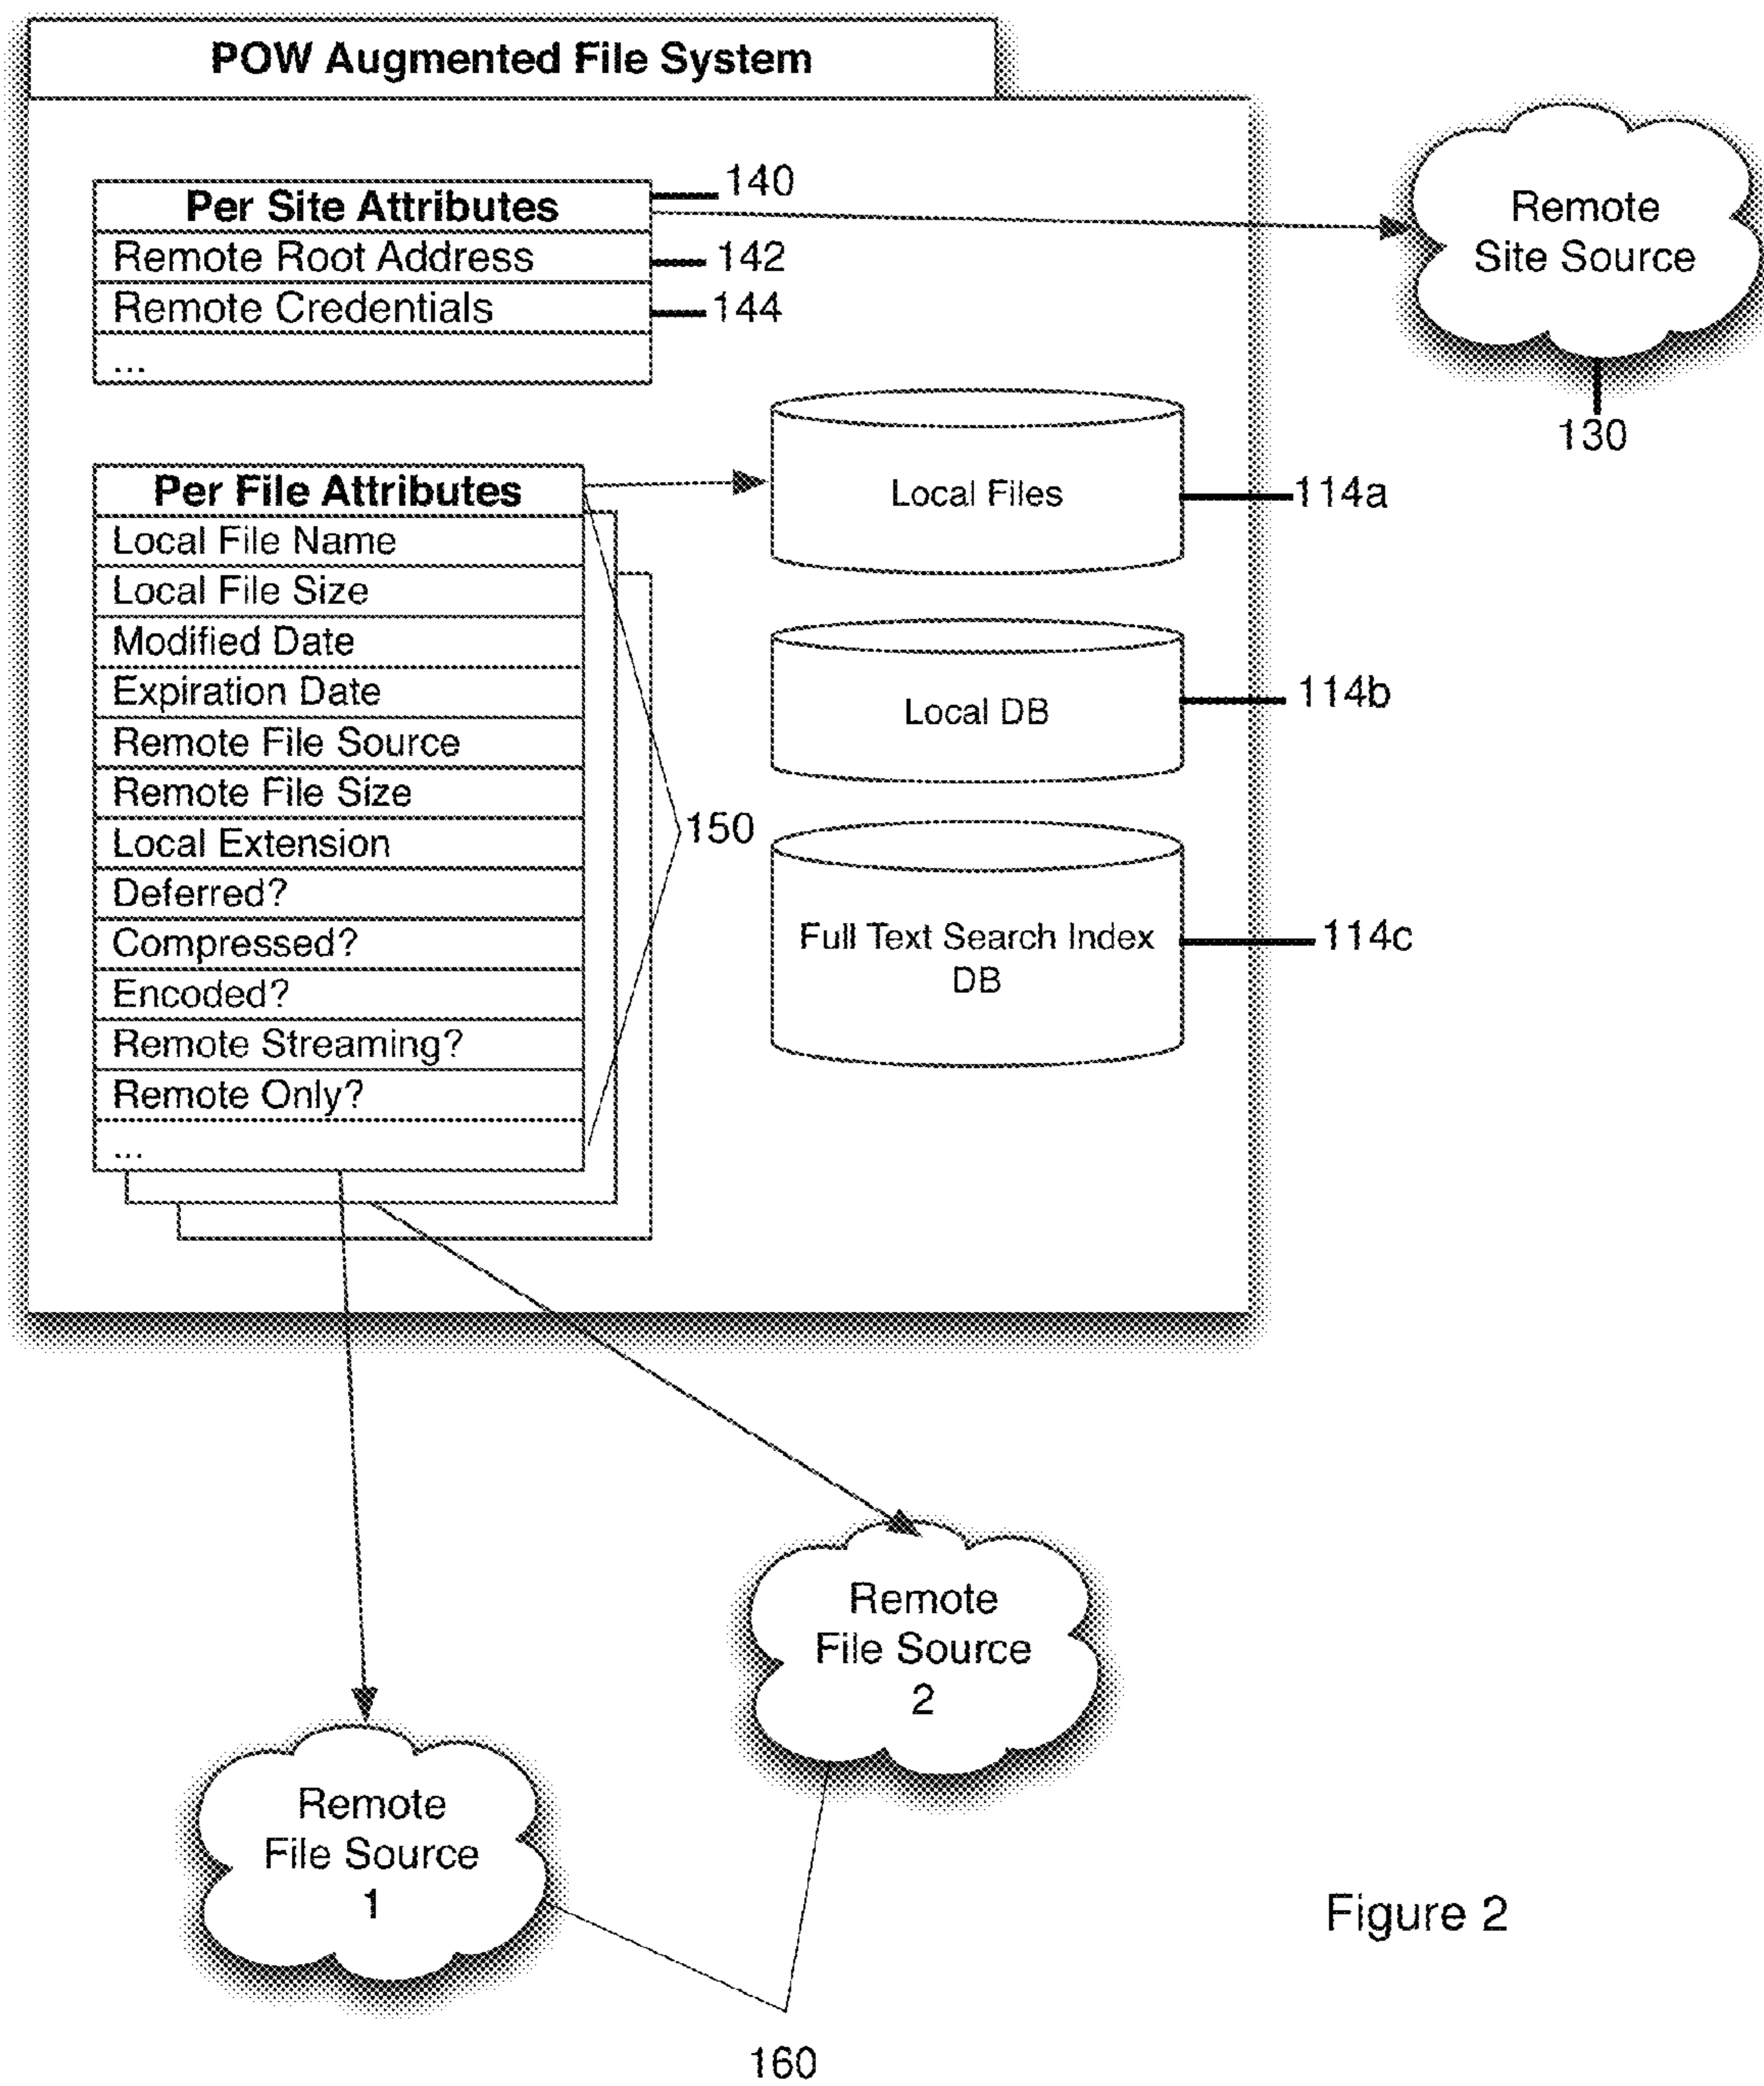 POW Augmented File System
Per Site Attributes
140
Remote Root Address
142
Remote Credentials
144
...
Remote
Site Source
130
Per File Attributes
Local File Name
Local File Size
Modified Date
Expiration Date
Remote File Source
Remote File Size
Local Extension
Deferred?
Compressed?
Encoded?
Remote Streaming?
Remote Only?
...
150
Local Files
114a
Local DB
114b
Full Text Search Index
DB
114c
Remote
File Source
2
Remote
File Source
1
160
Figure 2